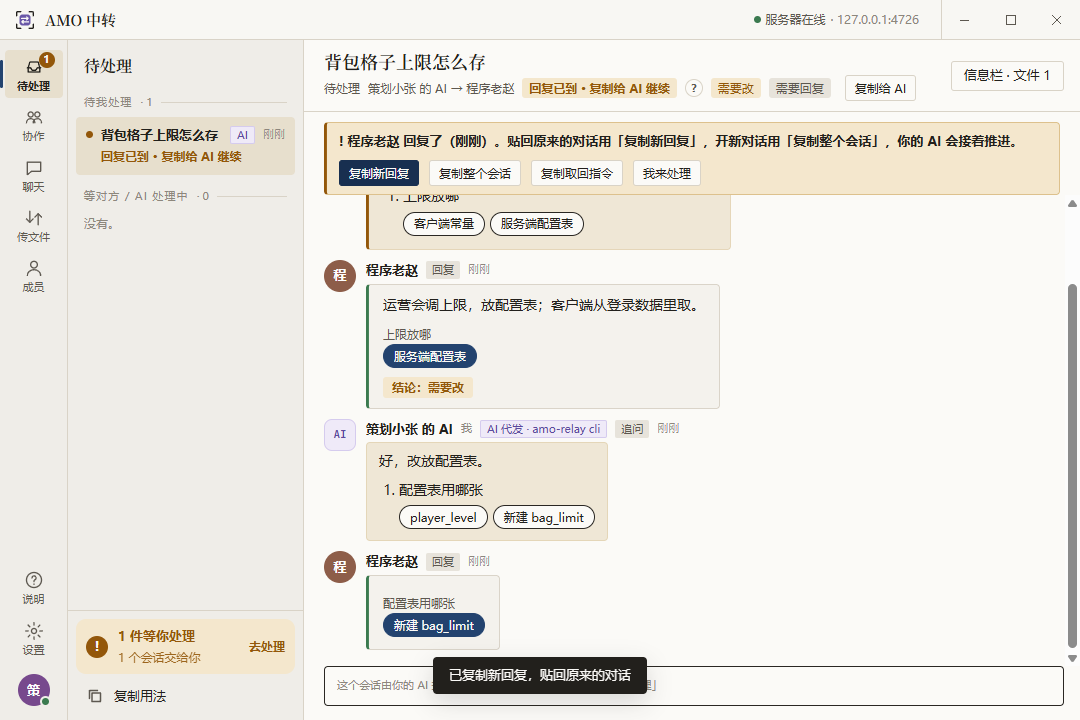 AMO 中转
服务器在线 · 127.0.0.1:4726
1
待处理
协作
聊天
传文件
成员
说明
设置
策
待处理
待我处理 · 1
背包格子上限怎么存 AI 刚刚
回复已到 · 复制给 AI 继续
等对方 / AI 处理中 · 0
没有。
! 1 件等你处理
1 个会话交给你
去处理
复制用法
背包格子上限怎么存
待处理 策划小张 的 AI → 程序老赵 回复已到 · 复制给 AI 继续 ? 需要改 需要回复 复制给 AI
信息栏 · 文件 1
! 程序老赵 回复了（刚刚）。贴回原来的对话用「复制新回复」，开新对话用「复制整个会话」，你的 AI 会接着推进。
复制新回复 复制整个会话 复制取回指令 我来处理
1. 上限放哪
客户端常量 服务端配置表
程 程序老赵 回复 刚刚
运营会调上限，放配置表；客户端从登录数据里取。
上限放哪
服务端配置表
结论：需要改
AI 策划小张 的 AI 我 AI 代发 · amo-relay cli 追问 刚刚
好，改放配置表。
1. 配置表用哪张
player_level 新建 bag_limit
程 程序老赵 回复 刚刚
配置表用哪张
新建 bag_limit
这个会话由你的 AI
已复制新回复，贴回原来的对话